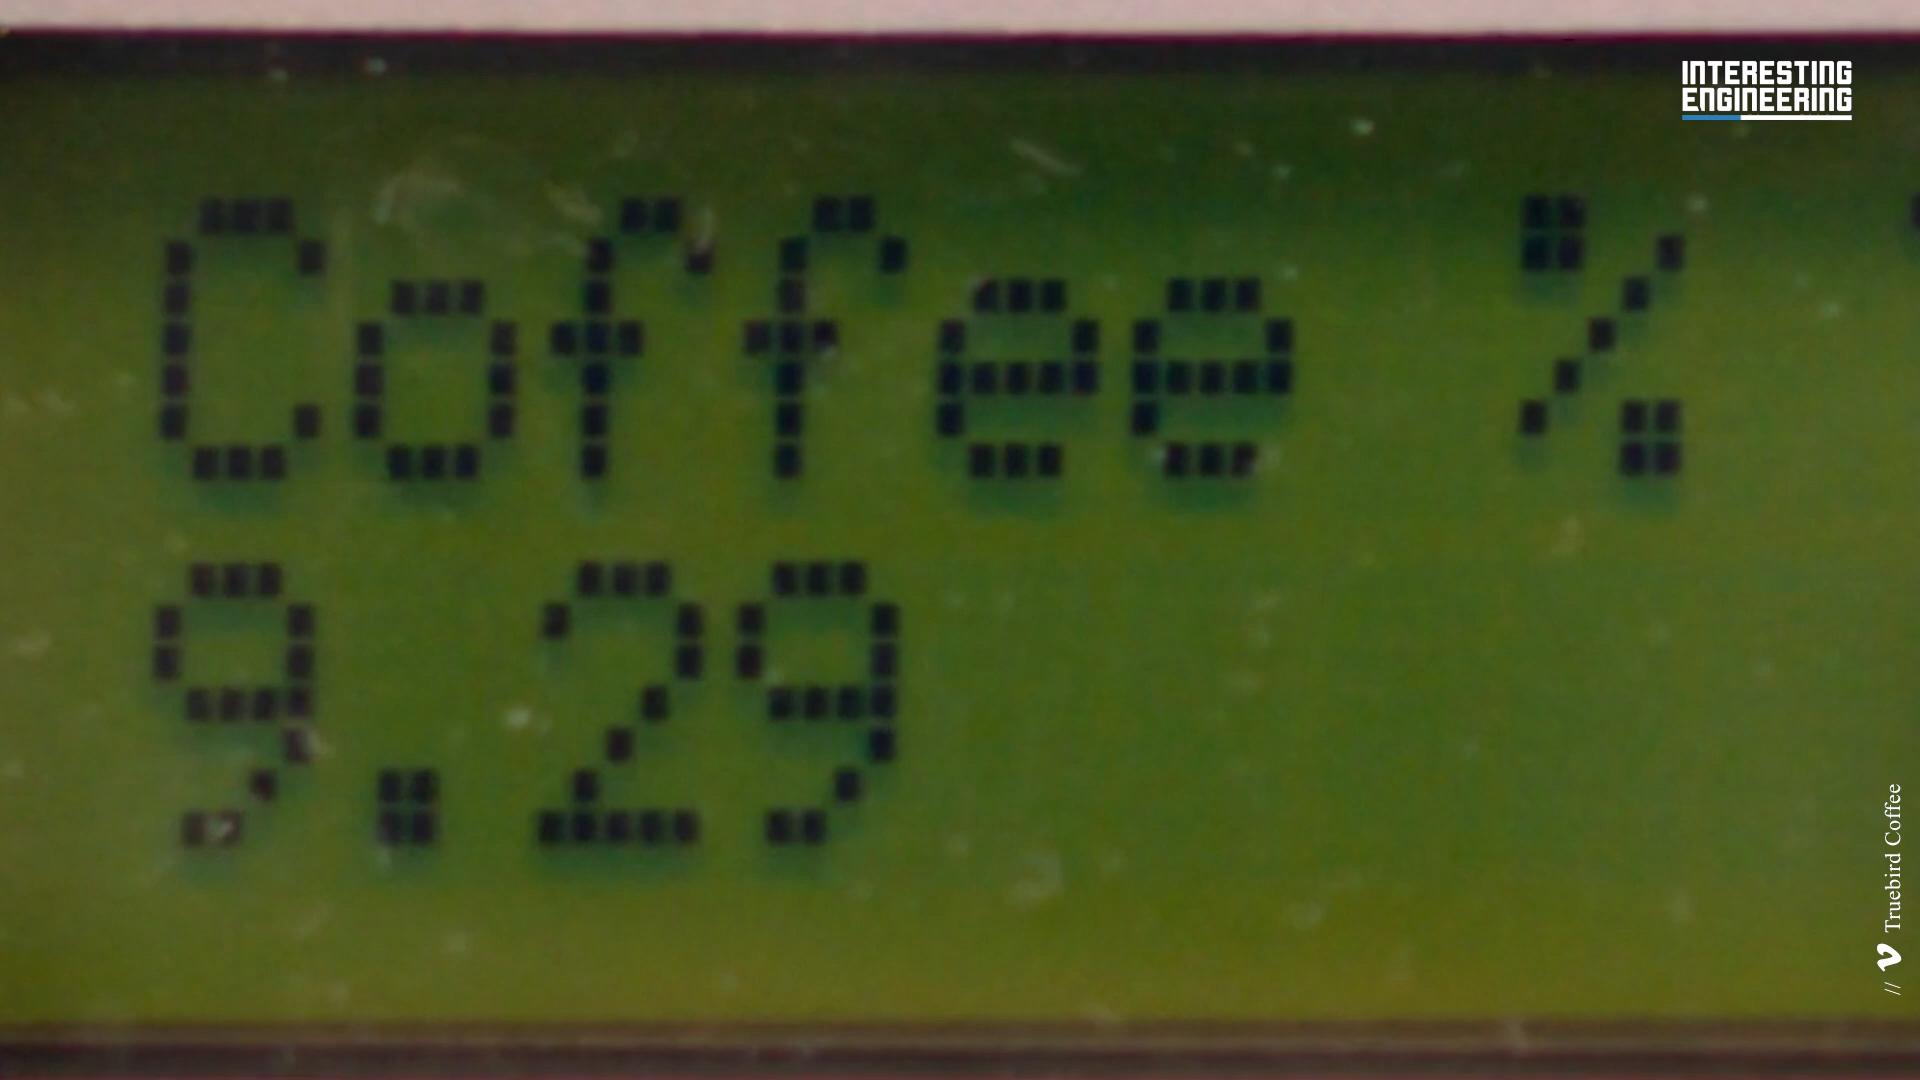 INTERESTING
ENGINEERING
Coffee %
9.29
// Truebird Coffee